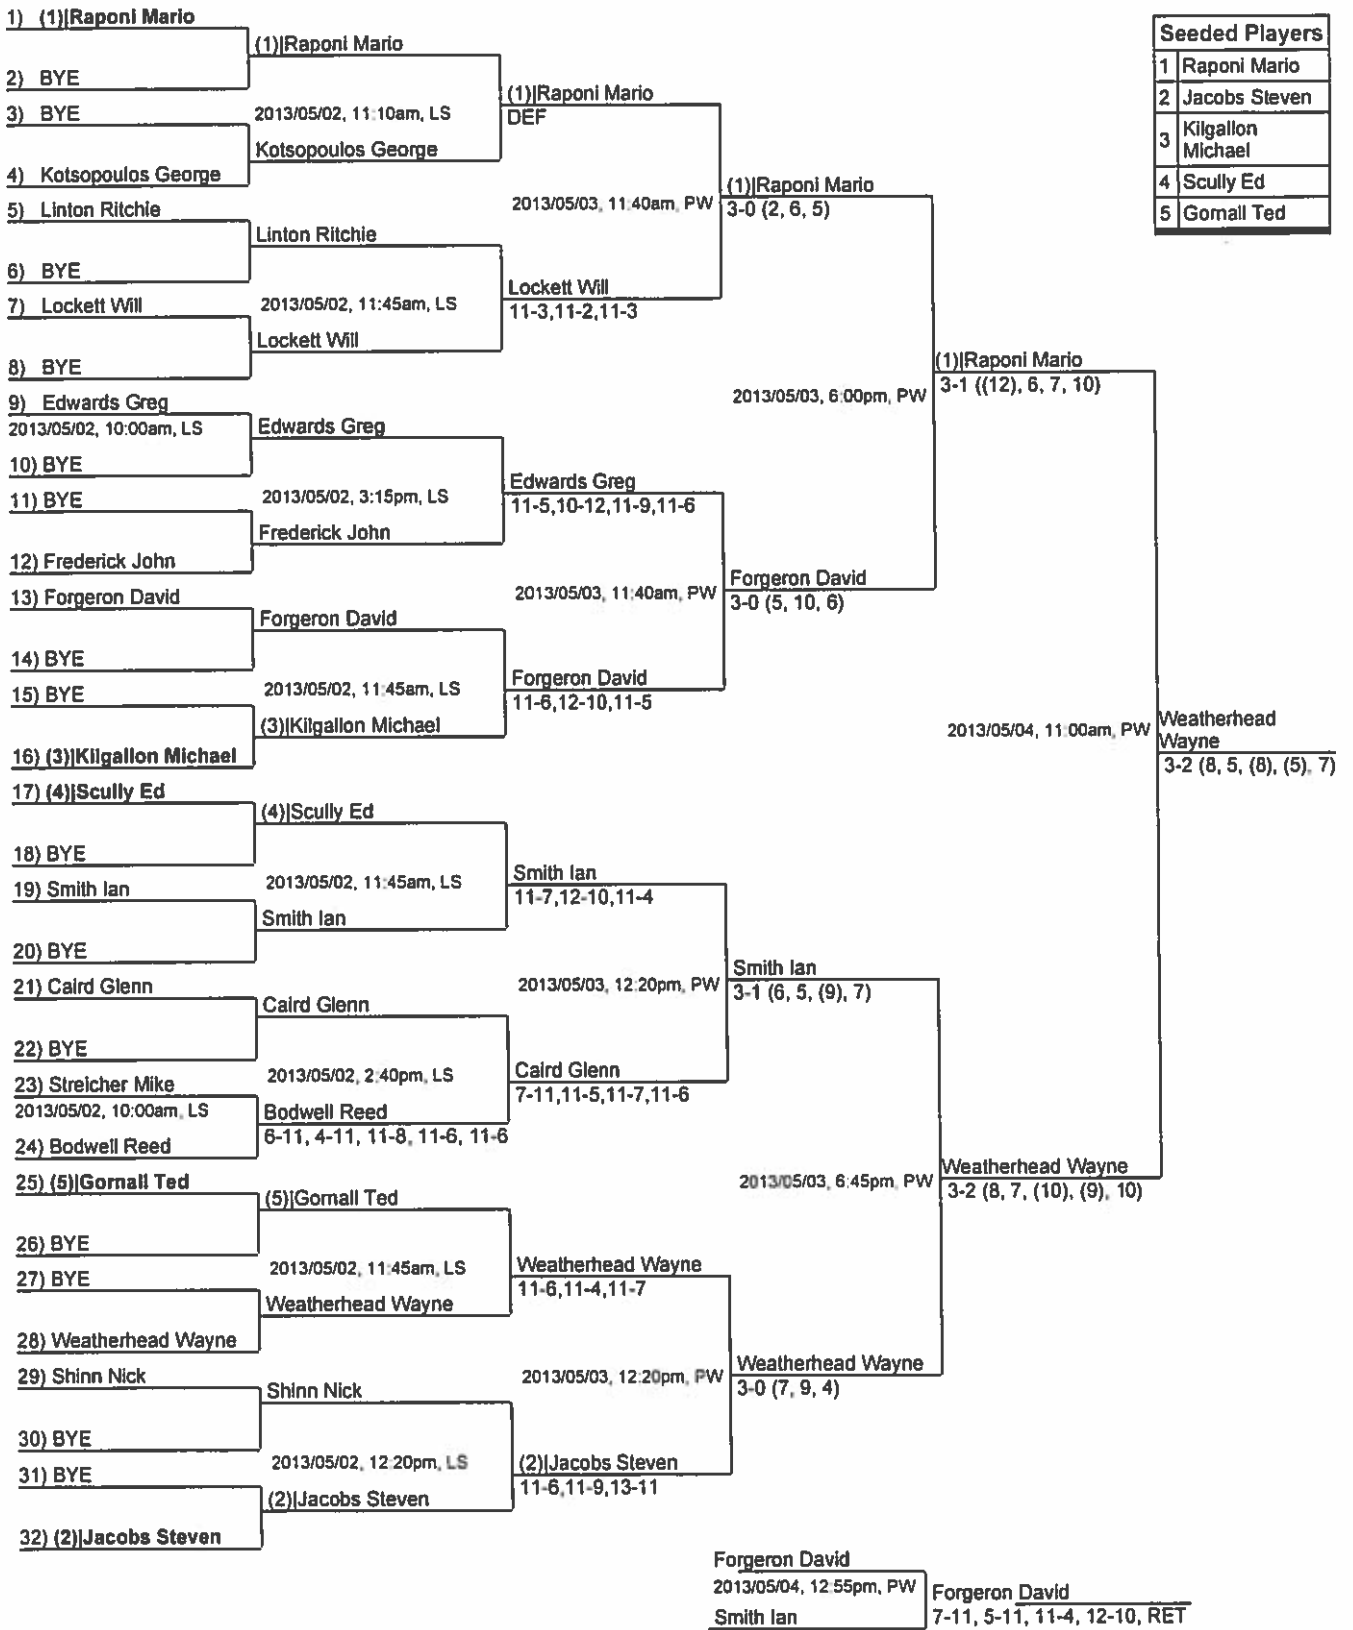 1) (1)|Raponi Mario
2) BYE
3) BYE
4) Kotsopoulos George
5) Linton Ritchie
6) BYE
7) Lockett Will
8) BYE
9) Edwards Greg
2013/05/02, 10:00am, LS
10) BYE
11) BYE
12) Frederick John
13) Forgeron David
14) BYE
15) BYE
16) (3)|Kilgallon Michael
17) (4)|Scully Ed
18) BYE
19) Smith Ian
20) BYE
21) Caird Glenn
22) BYE
23) Streicher Mike
2013/05/02, 10:00am, LS
24) Bodwell Reed
25) (5)|Gornall Ted
26) BYE
27) BYE
28) Weatherhead Wayne
29) Shinn Nick
30) BYE
31) BYE
32) (2)|Jacobs Steven
(1)|Raponi Mario
2013/05/02, 11:10am, LS
Kotsopoulos George
Linton Ritchie
2013/05/02, 11:45am, LS
Lockett Will
Edwards Greg
2013/05/02, 3:15pm, LS
Frederick John
Forgeron David
2013/05/02, 11:45am, LS
(3)|Kilgallon Michael
(4)|Scully Ed
2013/05/02, 11:45am, LS
Smith Ian
Caird Glenn
2013/05/02, 2:40pm, LS
Bodwell Reed
6-11, 4-11, 11-8, 11-6, 11-6
(5)|Gornall Ted
2013/05/02, 11:45am, LS
Weatherhead Wayne
Shinn Nick
2013/05/02, 12:20pm, LS
(2)|Jacobs Steven
(1)|Raponi Mario
DEF
2013/05/03, 11:40am, PW
Lockett Will
11-3,11-2,11-3
Edwards Greg
11-5,10-12,11-9,11-6
2013/05/03, 11:40am, PW
Forgeron David
11-6,12-10,11-5
Smith Ian
11-7,12-10,11-4
2013/05/03, 12:20pm, PW
Caird Glenn
7-11,11-5,11-7,11-6
Weatherhead Wayne
11-6,11-4,11-7
2013/05/03, 12:20pm, PW
(2)|Jacobs Steven
11-6,11-9,13-11
(1)|Raponi Mario
3-0 (2, 6, 5)
2013/05/03, 6:00pm, PW
Forgeron David
3-0 (5, 10, 6)
Smith Ian
3-1 (6, 5, (9), 7)
2013/05/03, 6:45pm, PW
Weatherhead Wayne
3-0 (7, 9, 4)
(1)|Raponi Mario
3-1 ((12), 6, 7, 10)
2013/05/04, 11:00am, PW
Weatherhead Wayne
3-2 (8, 7, (10), (9), 10)
Weatherhead
Wayne
3-2 (8, 5, (8), (5), 7)
Seeded Players
1 Raponi Mario
2 Jacobs Steven
3 Kilgallon
Michael
4 Scully Ed
5 Gornall Ted
Forgeron David
2013/05/04, 12:55pm, PW
Smith Ian
Forgeron David
7-11, 5-11, 11-4, 12-10, RET